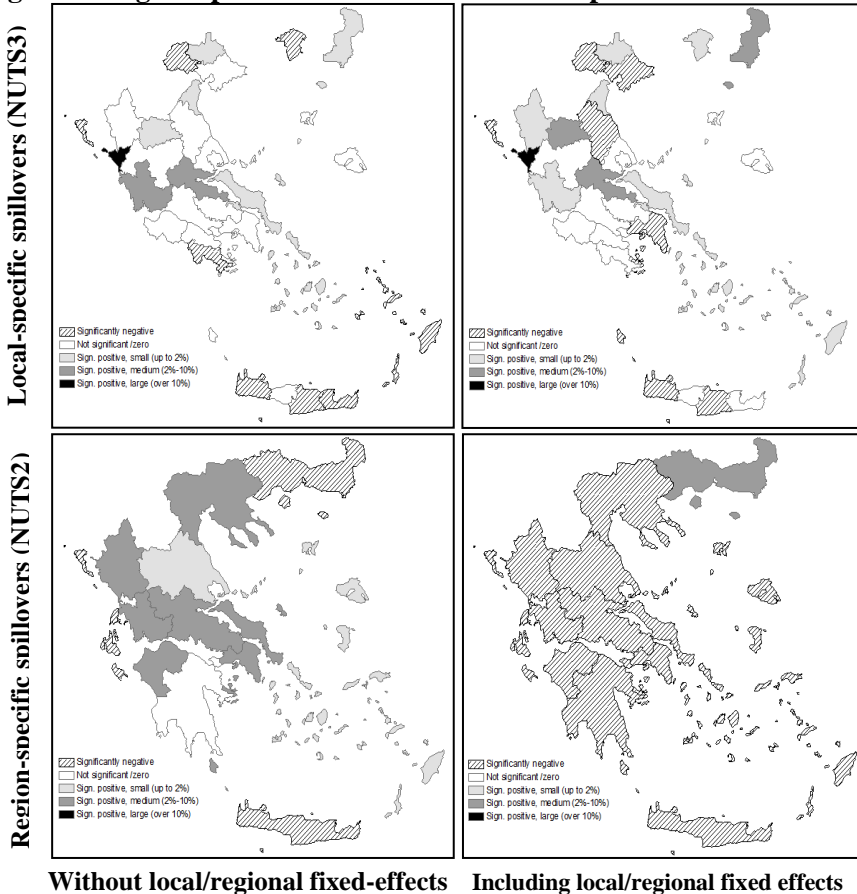 Local-specific spillovers (NUTS3)
Significantly negative
Not significant /zero
Sign. positive, small (up to 2%)
Sign. positive, medium (2%-10%)
Sign. positive, large (over 10%)
Significantly negative
Not significant /zero
Sign. positive, small (up to 2%)
Sign. positive, medium (2%-10%)
Sign. positive, large (over 10%)
Region-specific spillovers (NUTS2)
Significantly negative
Not significant /zero
Sign. positive, small (up to 2%)
Sign. positive, medium (2%-10%)
Sign. positive, large (over 10%)
Significantly negative
Not significant /zero
Sign. positive, small (up to 2%)
Sign. positive, medium (2%-10%)
Sign. positive, large (over 10%)
Without local/regional fixed-effects
Including local/regional fixed effects